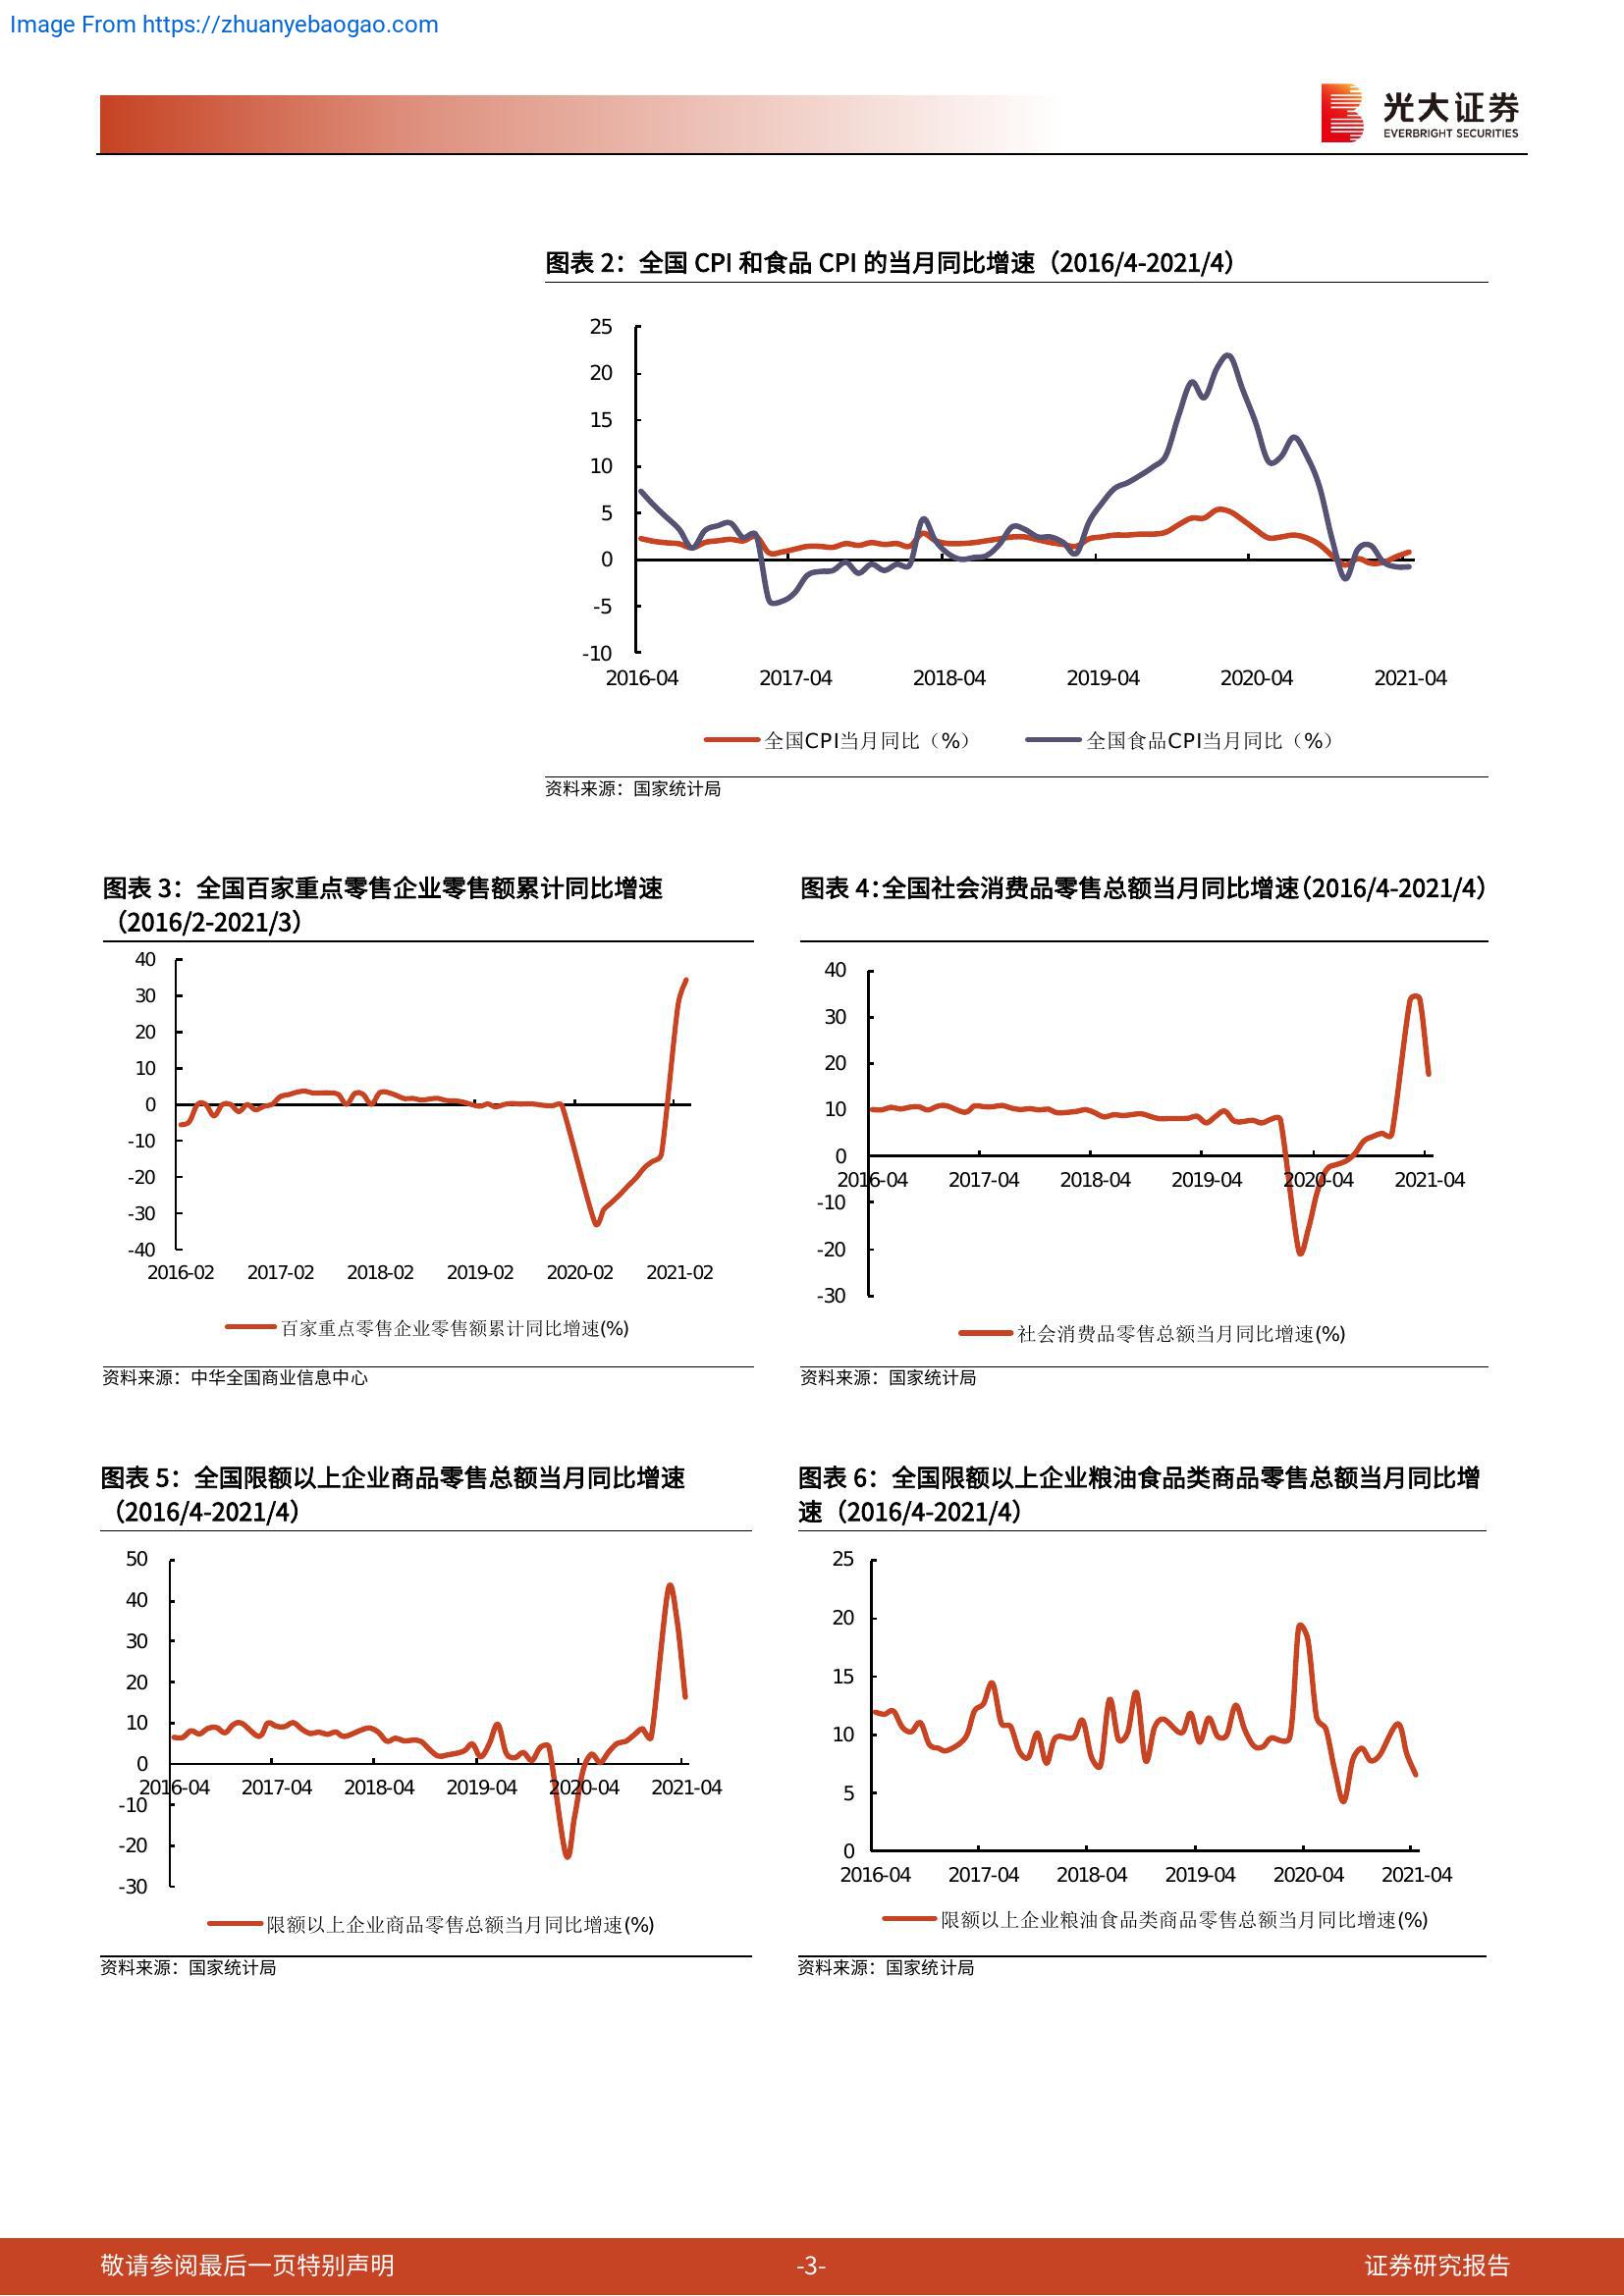 Image From https://zhuanyebaogao.com
光大证券
EVERBRIGHT SECURITIES
图表 2：全国 CPI 和食品 CPI 的当月同比增速（2016/4-2021/4）
25
20
15
10
5
0
-5
-10
2016-04 2017-04 2018-04 2019-04 2020-04 2021-04
全国CPI当月同比（%） 全国食品CPI当月同比（%）
资料来源：国家统计局
图表 3：全国百家重点零售企业零售额累计同比增速
（2016/2-2021/3）
40
30
20
10
0
-10
-20
-30
-40
2016-02 2017-02 2018-02 2019-02 2020-02 2021-02
百家重点零售企业零售额累计同比增速(%)
资料来源：中华全国商业信息中心
图表 4：全国社会消费品零售总额当月同比增速（2016/4-2021/4）
40
30
20
10
0
2016-04 2017-04 2018-04 2019-04 2020-04 2021-04
-10
-20
-30
社会消费品零售总额当月同比增速(%)
资料来源：国家统计局
图表 5：全国限额以上企业商品零售总额当月同比增速
（2016/4-2021/4）
50
40
30
20
10
0
2016-04 2017-04 2018-04 2019-04 2020-04 2021-04
-10
-20
-30
限额以上企业商品零售总额当月同比增速(%)
资料来源：国家统计局
图表 6：全国限额以上企业粮油食品类商品零售总额当月同比增
速（2016/4-2021/4）
25
20
15
10
5
0
2016-04 2017-04 2018-04 2019-04 2020-04 2021-04
限额以上企业粮油食品类商品零售总额当月同比增速(%)
资料来源：国家统计局
敬请参阅最后一页特别声明 -3- 证券研究报告